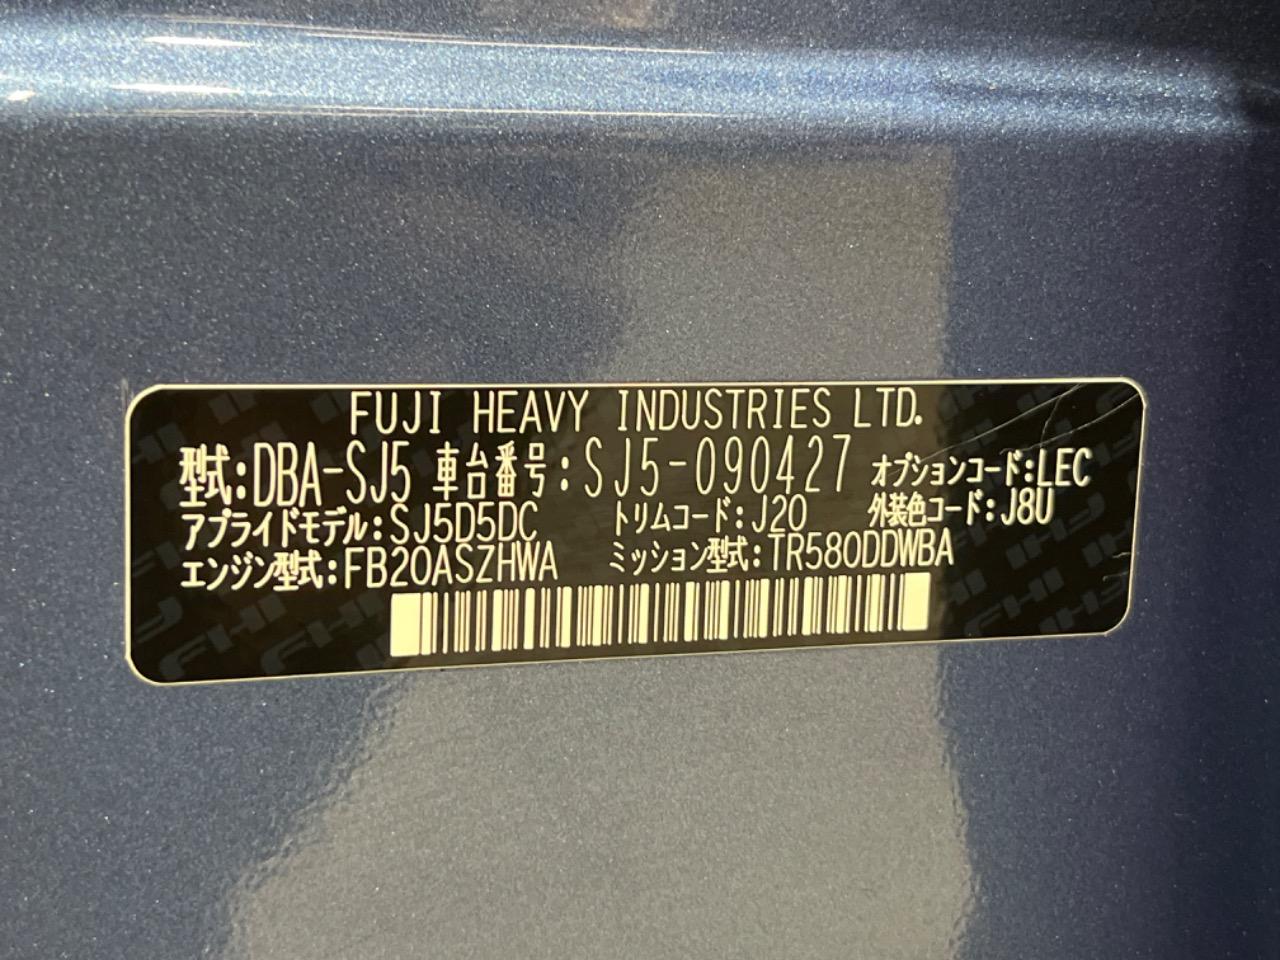 FUJI HEAVY INDUSTRIES LTD.
型式:DBA-SJ5 車台番号:SJ5-090427 オプションコード:LEC
アプライドモデル:SJ5D5DC トリムコード:J20 外装色コード:J8U
エンジン型式:FB20ASZHWA ミッション型式:TR580DDWBA